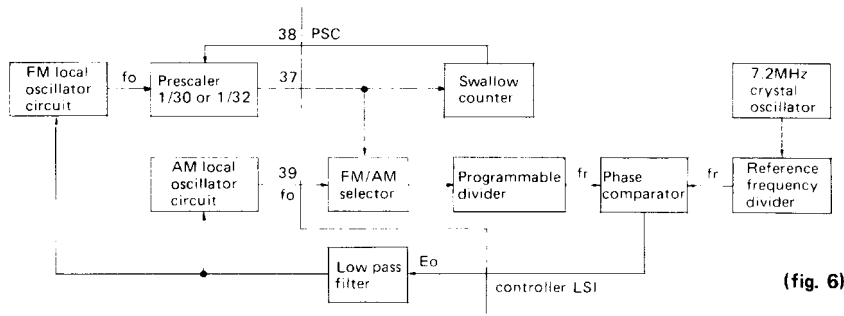 38 PSC
FM local
oscillator
circuit
fo
Prescaler
1/30 or 1/32
37
Swallow
counter
7.2MHz
crystal
oscillator
AM local
oscillator
circuit
39
fo
FM/AM
selector
Programmable
divider
fr
Phase
comparator
fr
Reference
frequency
divider
Low pass
filter
Eo
controller LSI
(fig. 6)